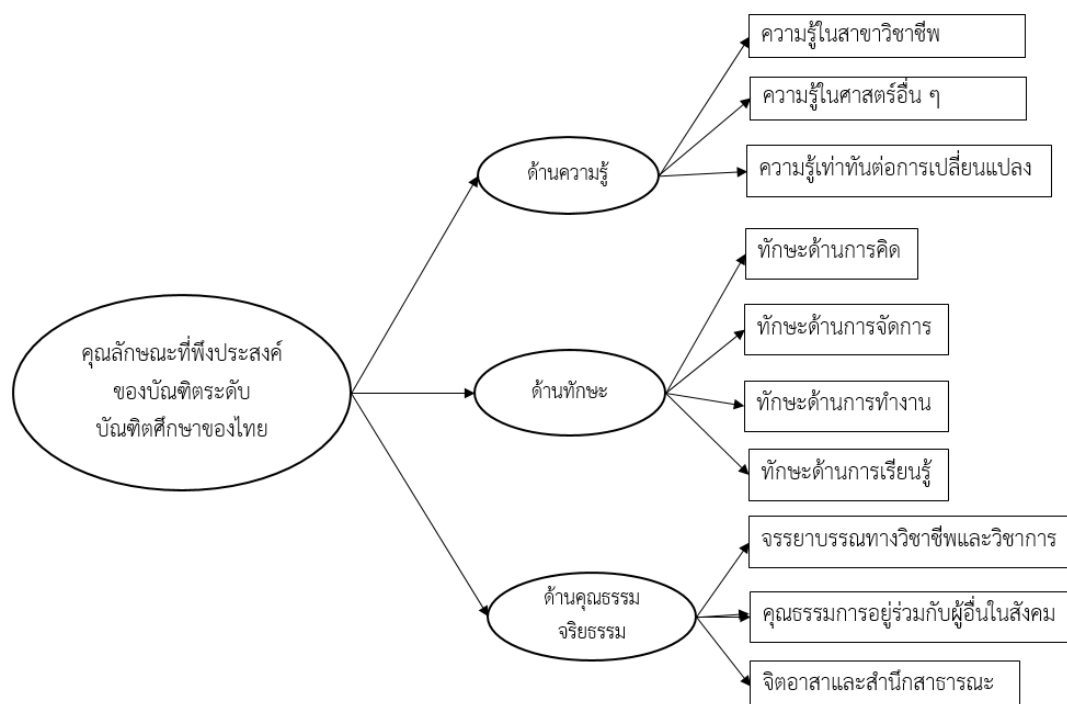 ความรู้ในสาขาวิชาชีพ
ความรู้ในศาสตร์อื่น ๆ
ด้านความรู้
ความรู้เท่าทันต่อการเปลี่ยนแปลง
ทักษะด้านการคิด
ทักษะด้านการจัดการ
คุณลักษณะที่พึงประสงค์
ของบัณฑิตระดับ
บัณฑิตศึกษาของไทย
ด้านทักษะ
ทักษะด้านการทำงาน
ทักษะด้านการเรียนรู้
จรรยาบรรณทางวิชาชีพและวิชาการ
ด้านคุณธรรม
จริยธรรม
คุณธรรมการอยู่ร่วมกับผู้อื่นในสังคม
จิตอาสาและสำนึกสาธารณะ